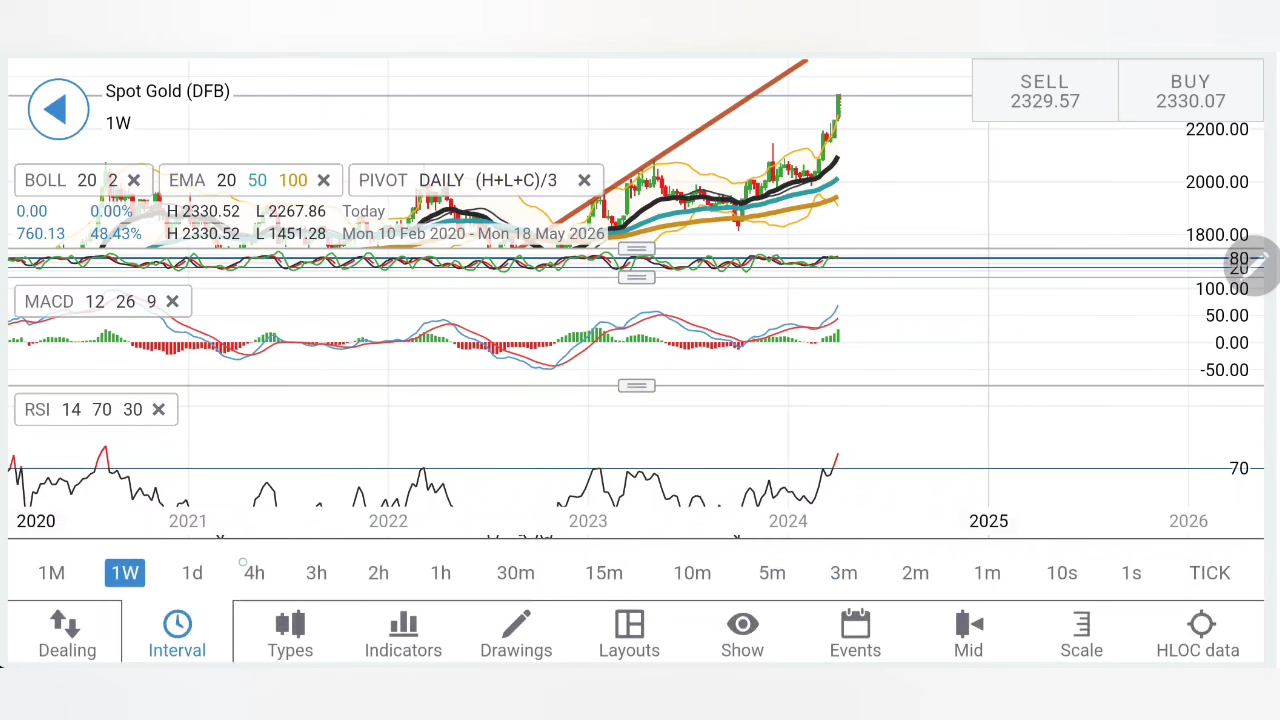 Spot Gold (DFB)
1W
SELL
2329.57
BUY
2330.07
2200.00
BOLL 20
EMA 20 50 100
PIVOT DAILY (H+L+C)/3
2000.00
0.00 0.00% H 2330.52 L 2267.86 Today
760.13 48.43% H 2330.52 L 1451.28 Mon 10 Feb 2020 - Mon 18 May 2026
1800.00
80
20
100.00
MACD 12 26 9
50.00
0.00
-50.00
RSI 14 70 30
70
2020 2021 2022 2023 2024 2025 2026
1M 1W 1d 4h 3h 2h 1h 30m 15m 10m 5m 3m 2m 1m 10s 1s TICK
Dealing Interval Types Indicators Drawings Layouts Show Events Mid Scale HLOC data